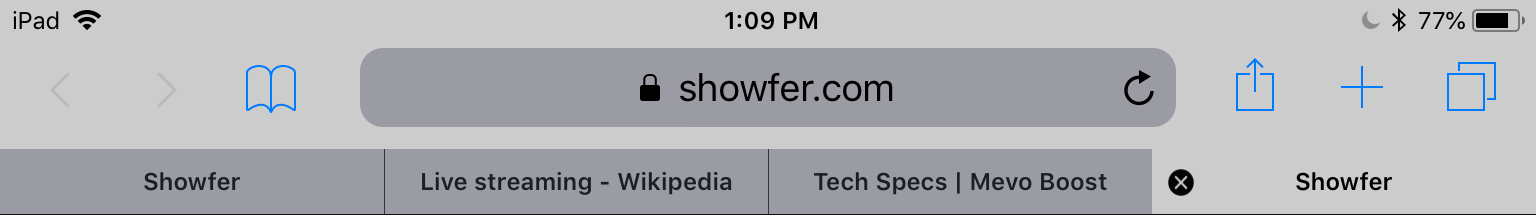 iPad 1:09 PM 77%
showfer.com
Showfer Live streaming - Wikipedia Tech Specs | Mevo Boost Showfer